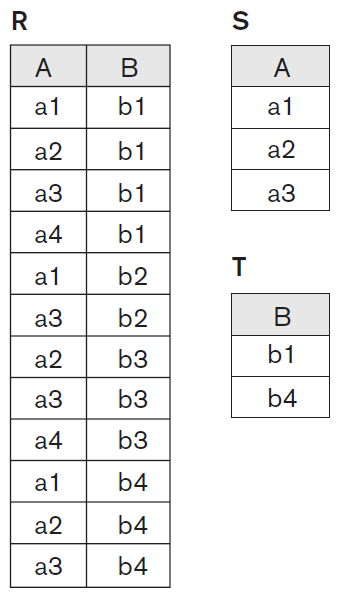 R
A B
a1 b1
a2 b1
a3 b1
a4 b1
a1 b2
a3 b2
a2 b3
a3 b3
a4 b3
a1 b4
a2 b4
a3 b4
S
A
a1
a2
a3
T
B
b1
b4